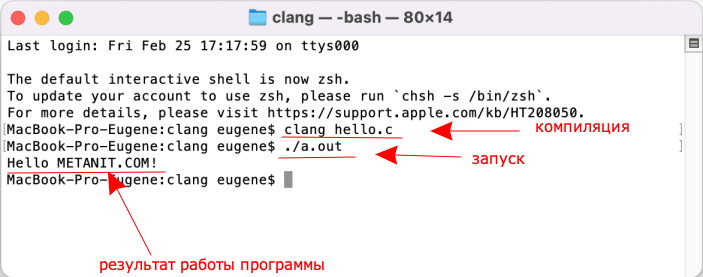 clang — -bash — 80×14
Last login: Fri Feb 25 17:17:59 on ttys000
The default interactive shell is now zsh.
To update your account to use zsh, please run `chsh -s /bin/zsh`.
For more details, please visit https://support.apple.com/kb/HT208050.
[MacBook-Pro-Eugene:clang eugene$ clang hello.c ] компиляция
[MacBook-Pro-Eugene:clang eugene$ ./a.out ] запуск
Hello METANIT.COM!
MacBook-Pro-Eugene:clang eugene$
результат работы программы